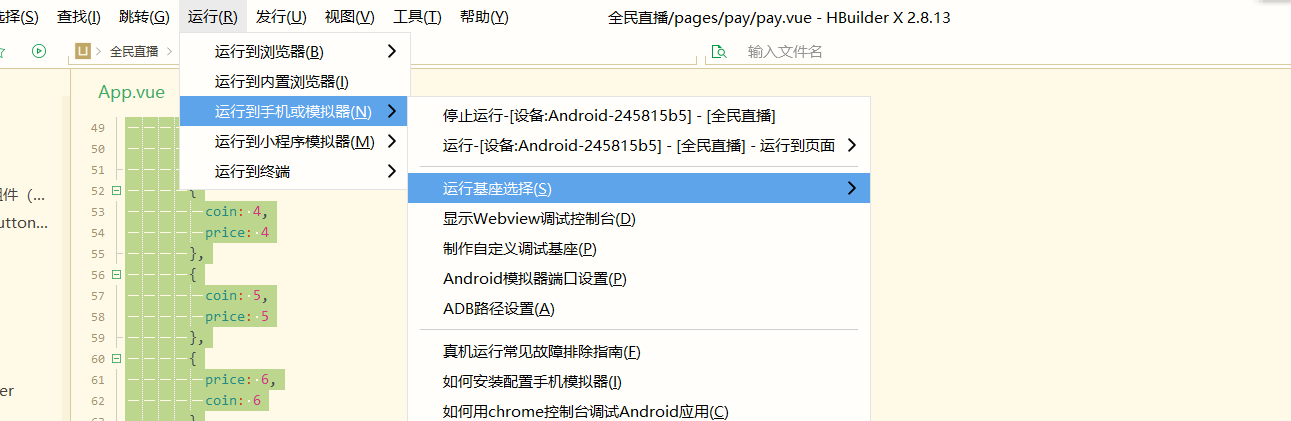 选择(S) 查找(I) 跳转(G) 运行(R) 发行(U) 视图(V) 工具(T) 帮助(Y) 全民直播/pages/pay/pay.vue - HBuilder X 2.8.13
U 全民直播 输入文件名
App.vue
运行到浏览器(B)
运行到内置浏览器(I)
运行到手机或模拟器(N)
运行到小程序模拟器(M)
运行到终端
停止运行-[设备:Android-245815b5] - [全民直播]
运行-[设备:Android-245815b5] - [全民直播] - 运行到页面
运行基座选择(S)
显示Webview调试控制台(D)
制作自定义调试基座(P)
Android模拟器端口设置(P)
ADB路径设置(A)
真机运行常见故障排除指南(F)
如何安装配置手机模拟器(I)
如何用chrome控制台调试Android应用(C)
组件（...
utton...
er
49
50
51
52 {
53 coin: 4,
54 price: 4
55 },
56 {
57 coin: 5,
58 price: 5
59 },
60 {
61 price: 6,
62 coin: 6